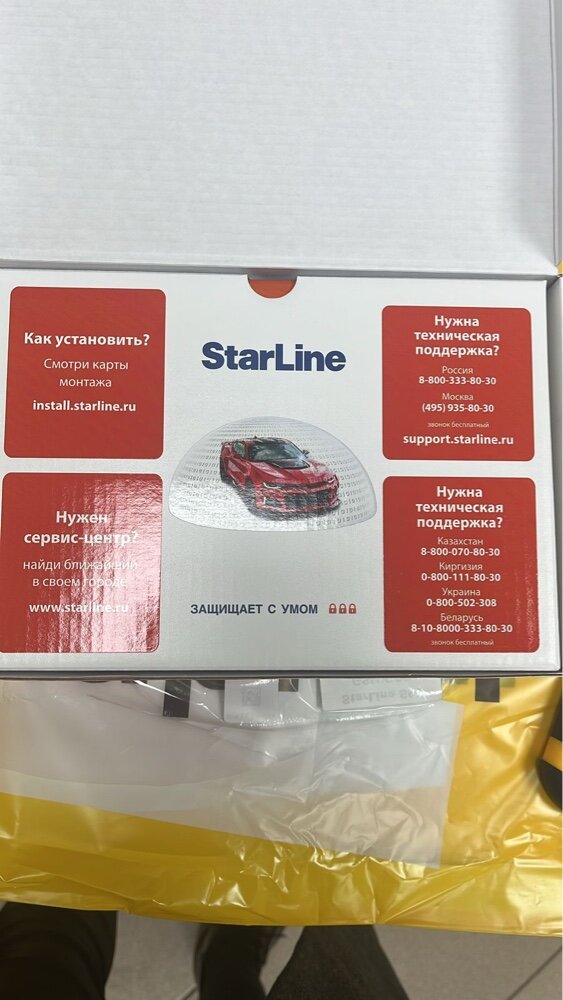 Как установить?
Смотри карты
монтажа
install.starline.ru
StarLine
Нужна
техническая
поддержка?
Россия
8-800-333-80-30
Москва
(495) 935-80-30
звонок бесплатный
support.starline.ru
Нужен
сервис-центр?
найди ближайший
в своем городе
www.starline.ru
ЗАЩИЩАЕТ С УМОМ
Нужна
техническая
поддержка?
Казахстан
8-800-070-80-30
Киргизия
0-800-111-80-30
Украина
0-800-502-308
Беларусь
8-10-8000-333-80-30
звонок бесплатный